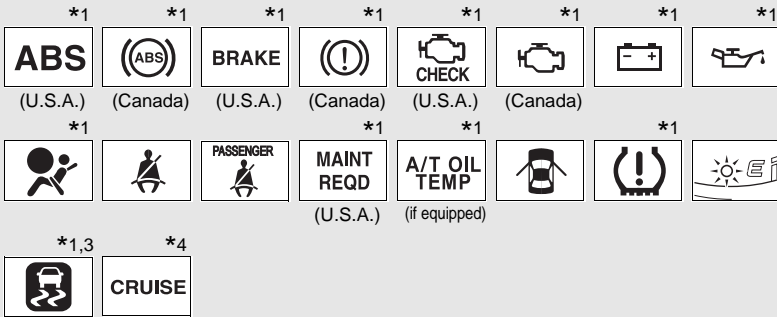 *1 *1 *1 *1 *1 *1 *1 *1
ABS (ABS) BRAKE (!) CHECK - +
(U.S.A.) (Canada) (U.S.A.) (Canada) (U.S.A.) (Canada)
*1 *1 *1 *1
PASSENGER MAINT REQD A/T OIL TEMP (!)
(U.S.A.) (if equipped)
*1,3 *4
CRUISE